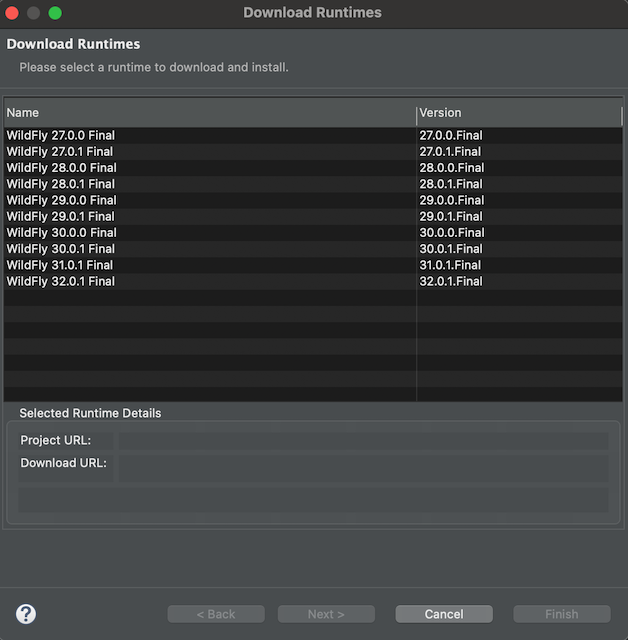 Download Runtimes
Download Runtimes
Please select a runtime to download and install.
Name Version
WildFly 27.0.0 Final 27.0.0.Final
WildFly 27.0.1 Final 27.0.1.Final
WildFly 28.0.0 Final 28.0.0.Final
WildFly 28.0.1 Final 28.0.1.Final
WildFly 29.0.0 Final 29.0.0.Final
WildFly 29.0.1 Final 29.0.1.Final
WildFly 30.0.0 Final 30.0.0.Final
WildFly 30.0.1 Final 30.0.1.Final
WildFly 31.0.1 Final 31.0.1.Final
WildFly 32.0.1 Final 32.0.1.Final
Selected Runtime Details
Project URL:
Download URL:
? < Back Next > Cancel Finish